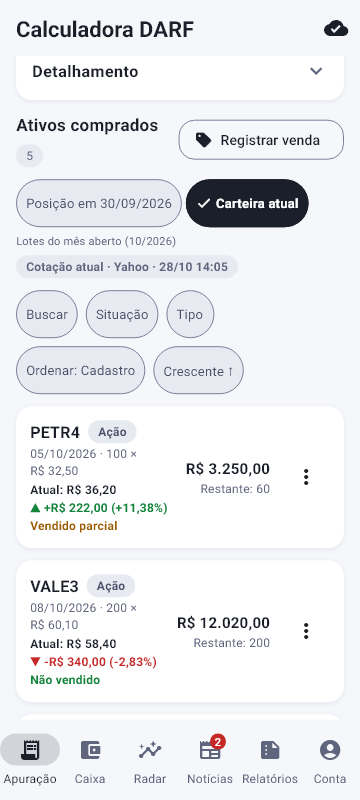 Calculadora DARF
Detalhamento
Ativos comprados
5
Registrar venda
Posição em 30/09/2026
Carteira atual
Lotes do mês aberto (10/2026)
Cotação atual · Yahoo · 28/10 14:05
Buscar
Situação
Tipo
Ordenar: Cadastro
Crescente ↑
PETR4
Ação
05/10/2026 · 100 ×
R$ 32,50
Atual: R$ 36,20
▲ +R$ 222,00 (+11,38%)
Vendido parcial
R$ 3.250,00
Restante: 60
VALE3
Ação
08/10/2026 · 200 ×
R$ 60,10
Atual: R$ 58,40
▼ -R$ 340,00 (-2,83%)
Não vendido
R$ 12.020,00
Restante: 200
2
Apuração
Caixa
Radar
Notícias
Relatórios
Conta